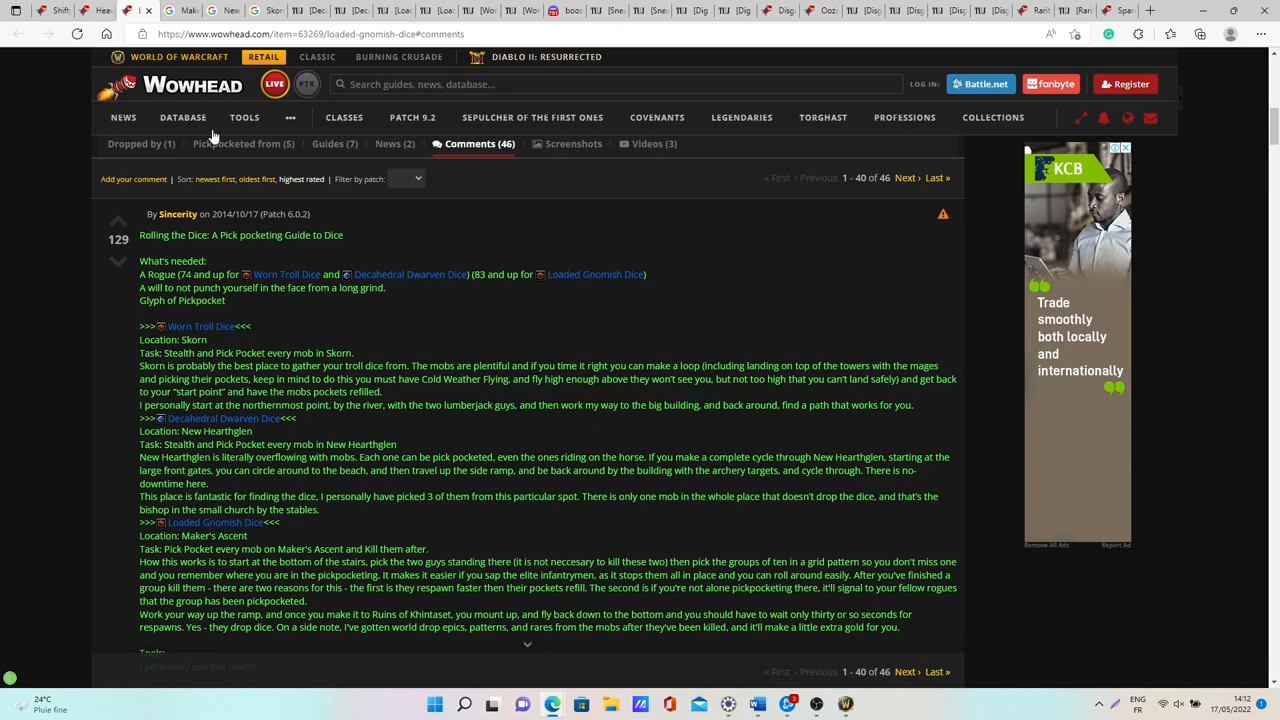 Shift
Rari
Mak
New
Skor
Wor
Wor
791
Sne
Sne
Dig
Dig
Disg
Ooz
Dig
Dig
Dig
https://www.wowhead.com/item=63269/loaded-gnomish-dice#comments
WORLD OF WARCRAFT RETAIL CLASSIC BURNING CRUSADE DIABLO II: RESURRECTED
WOWHEAD LIVE PTR Search guides, news, database... LOG IN: Battle.net fanbyte Register
NEWS DATABASE TOOLS ••• CLASSES PATCH 9.2 SEPULCHER OF THE FIRST ONES COVENANTS LEGENDARIES TORGHAST PROFESSIONS COLLECTIONS
Dropped by (1) Pickpocketed from (5) Guides (7) News (2) Comments (46) Screenshots Videos (3)
Add your comment | Sort: newest first, oldest first, highest rated | Filter by patch:
« First ‹ Previous 1 - 40 of 46 Next › Last »
By Sincerity on 2014/10/17 (Patch 6.0.2)
129
Rolling the Dice: A Pick pocketing Guide to Dice
What's needed:
A Rogue (74 and up for Worn Troll Dice and Decahedral Dwarven Dice) (83 and up for Loaded Gnomish Dice)
A will to not punch yourself in the face from a long grind.
Glyph of Pickpocket
>>> Worn Troll Dice<<<
Location: Skorn
Task: Stealth and Pick Pocket every mob in Skorn.
Skorn is probably the best place to gather your troll dice from. The mobs are plentiful and if you time it right you can make a loop (including landing on top of the towers with the mages
and picking their pockets, keep in mind to do this you must have Cold Weather Flying, and fly high enough above they won't see you, but not too high that you can't land safely) and get back
to your "start point" and have the mobs pockets refilled.
I personally start at the northernmost point, by the river, with the two lumberjack guys, and then work my way to the big building, and back around, find a path that works for you.
>>> Decahedral Dwarven Dice<<<
Location: New Hearthglen
Task: Stealth and Pick Pocket every mob in New Hearthglen
New Hearthglen is literally overflowing with mobs. Each one can be pick pocketed, even the ones riding on the horse. If you make a complete cycle through New Hearthglen, starting at the
large front gates, you can circle around to the beach, and then travel up the side ramp, and be back around by the building with the archery targets, and cycle through. There is no-
downtime here.
This place is fantastic for finding the dice, I personally have picked 3 of them from this particular spot. There is only one mob in the whole place that doesn't drop the dice, and that's the
bishop in the small church by the stables.
>>> Loaded Gnomish Dice<<<
Location: Maker's Ascent
Task: Pick Pocket every mob on Maker's Ascent and Kill them after.
How this works is to start at the bottom of the stairs, pick the two guys standing there (it is not neccesary to kill these two) then pick the groups of ten in a grid pattern so you don't miss one
and you remember where you are in the pickpocketing. It makes it easier if you sap the elite infantrymen, as it stops them all in place and you can roll around easily. After you've finished a
group kill them - there are two reasons for this - the first is they respawn faster then their pockets refill. The second is if you're not alone pickpocketing there, it'll signal to your fellow rogues
that the group has been pickpocketed.
Work your way up the ramp, and once you make it to Ruins of Khintaset, you mount up, and fly back down to the bottom and you should have to wait only thirty or so seconds for
respawns. Yes - they drop dice. On a side note, I've gotten world drop epics, patterns, and rares from the mobs after they've been killed, and it'll make a little extra gold for you.
Tools:
I personally use this macro.
« First ‹ Previous 1 - 40 of 46 Next › Last »
KCB
Trade
smoothly
both locally
and
internationally
Remove All Ads Report Ad
24°C
Pluie fine
3
ENG
FR
14:12
17/05/2022